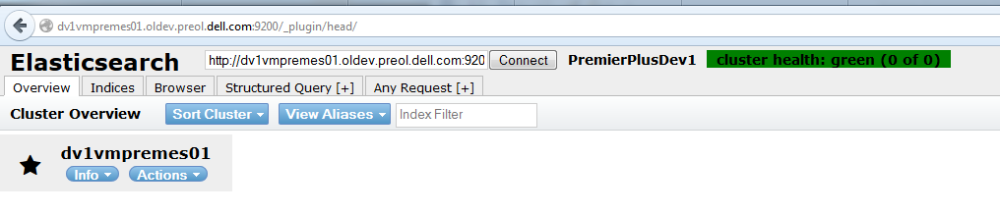 dv1vmpremes01.oldev.preol.dell.com:9200/_plugin/head/
Elasticsearch http://dv1vmpremes01.oldev.preol.dell.com:920 Connect PremierPlusDev1 cluster health: green (0 of 0)
Overview Indices Browser Structured Query [+] Any Request [+]
Cluster Overview Sort Cluster View Aliases Index Filter
dv1vmpremes01
Info Actions